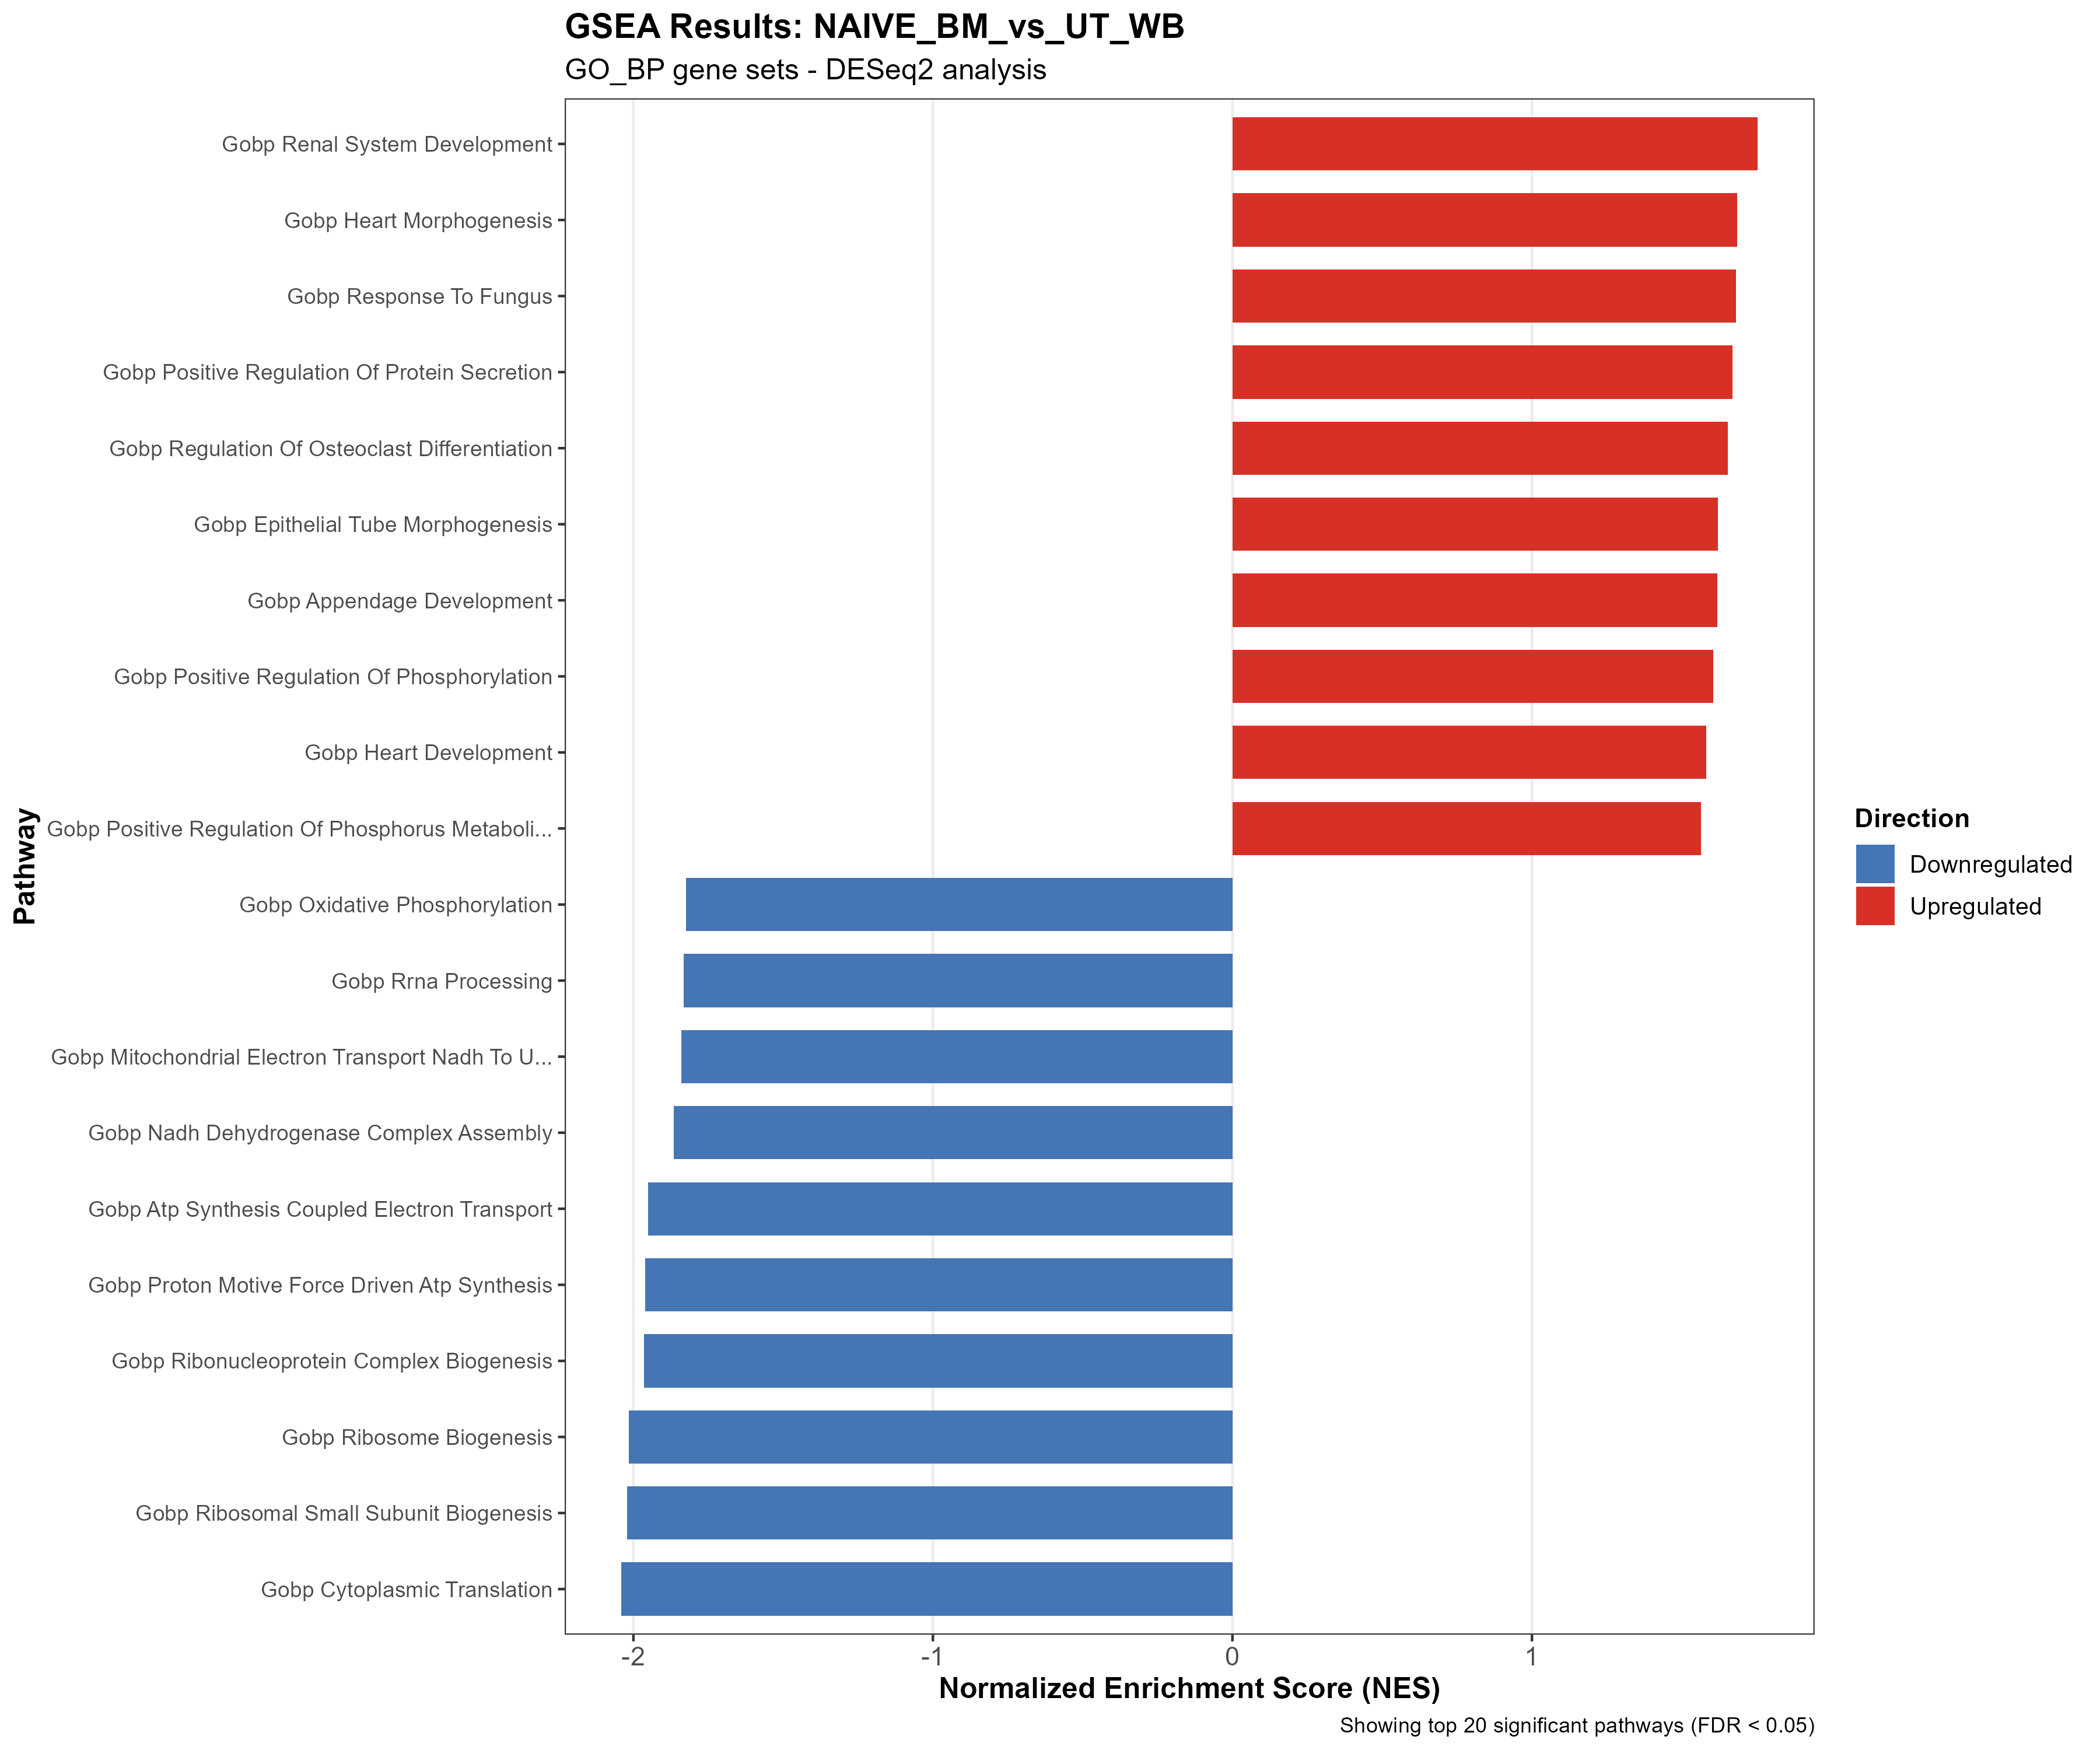 GSEA Results: NAIVE_BM_vs_UT_WB
GO_BP gene sets - DESeq2 analysis
Pathway
Gobp Renal System Development
Gobp Heart Morphogenesis
Gobp Response To Fungus
Gobp Positive Regulation Of Protein Secretion
Gobp Regulation Of Osteoclast Differentiation
Gobp Epithelial Tube Morphogenesis
Gobp Appendage Development
Gobp Positive Regulation Of Phosphorylation
Gobp Heart Development
Gobp Positive Regulation Of Phosphorus Metaboli...
Gobp Oxidative Phosphorylation
Gobp Rrna Processing
Gobp Mitochondrial Electron Transport Nadh To U...
Gobp Nadh Dehydrogenase Complex Assembly
Gobp Atp Synthesis Coupled Electron Transport
Gobp Proton Motive Force Driven Atp Synthesis
Gobp Ribonucleoprotein Complex Biogenesis
Gobp Ribosome Biogenesis
Gobp Ribosomal Small Subunit Biogenesis
Gobp Cytoplasmic Translation
-2 -1 0 1
Normalized Enrichment Score (NES)
Showing top 20 significant pathways (FDR < 0.05)
Direction
Downregulated
Upregulated